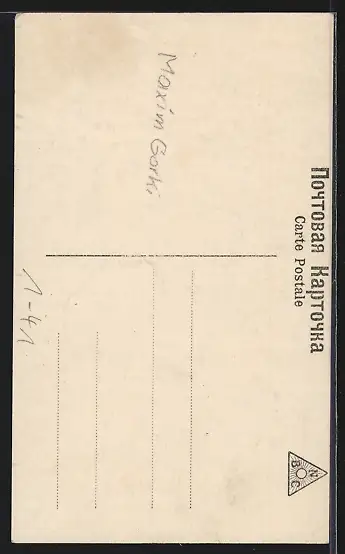 Почтовая Карточка
Carte Postale
Maxim Gorki
1-41
N
B C